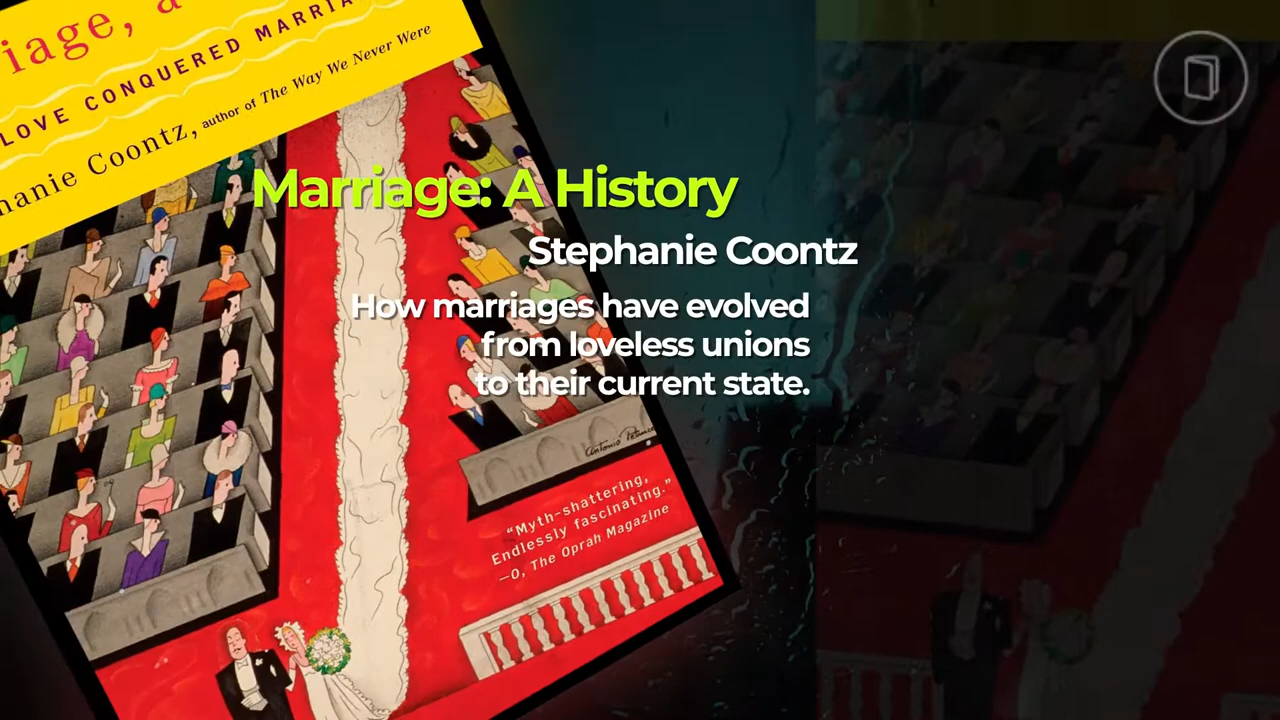 iage, a
LOVE CONQUERED MARRIA
hanie Coontz, author of The Way We Never Were
Marriage: A History
Stephanie Coontz
How marriages have evolved
from loveless unions
to their current state.
“Myth-shattering,
Endlessly fascinating.”
—O, The Oprah Magazine